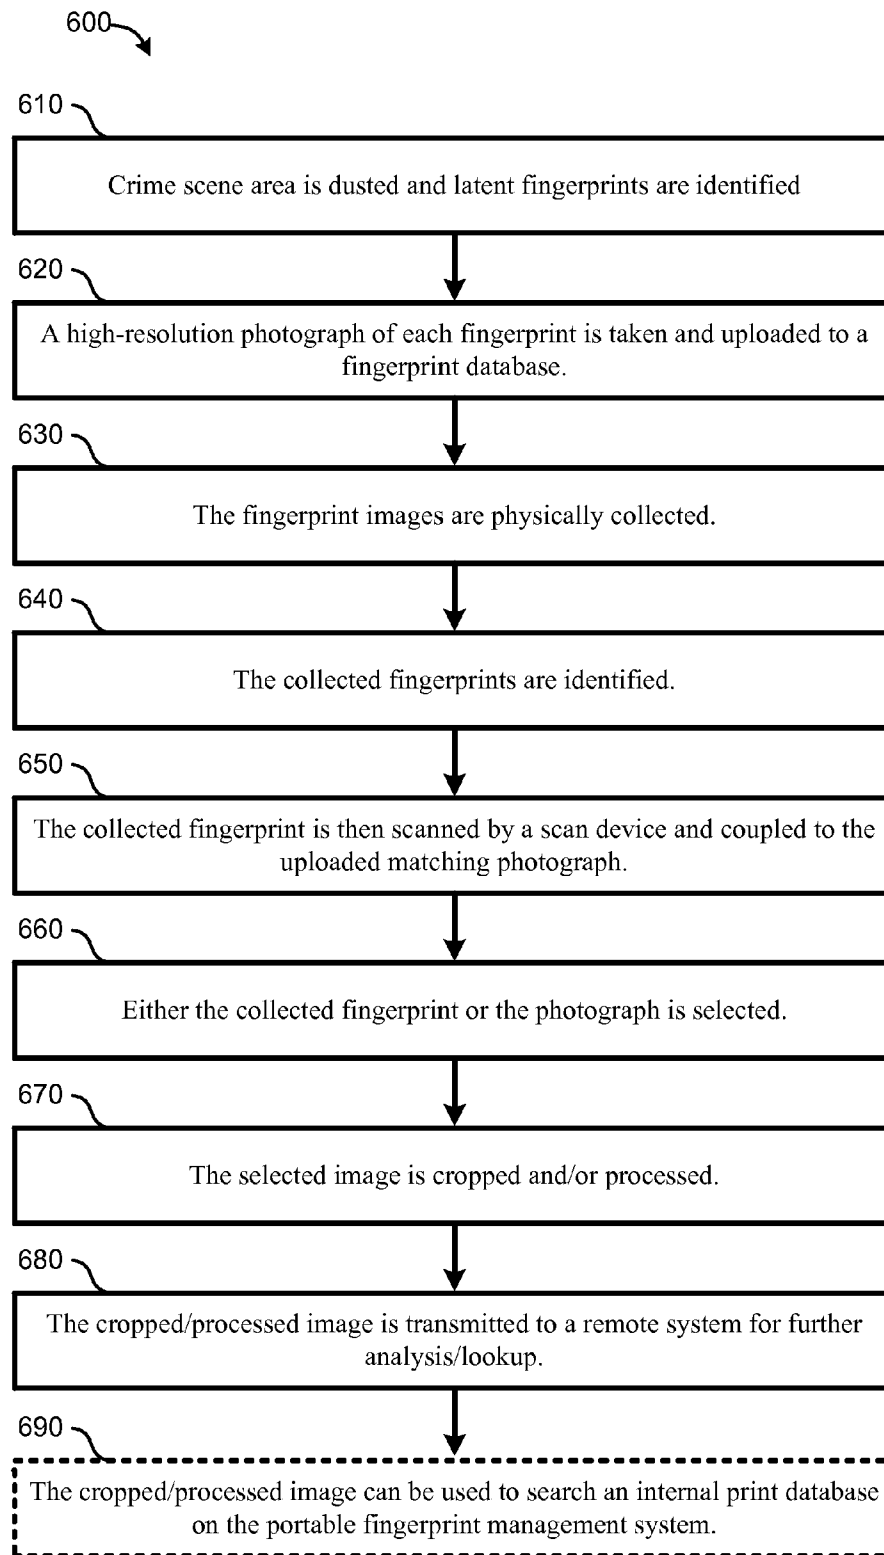 600
610
Crime scene area is dusted and latent fingerprints are identified
620
A high-resolution photograph of each fingerprint is taken and uploaded to a
fingerprint database.
630
The fingerprint images are physically collected.
640
The collected fingerprints are identified.
650
The collected fingerprint is then scanned by a scan device and coupled to the
uploaded matching photograph.
660
Either the collected fingerprint or the photograph is selected.
670
The selected image is cropped and/or processed.
680
The cropped/processed image is transmitted to a remote system for further
analysis/lookup.
690
The cropped/processed image can be used to search an internal print database
on the portable fingerprint management system.